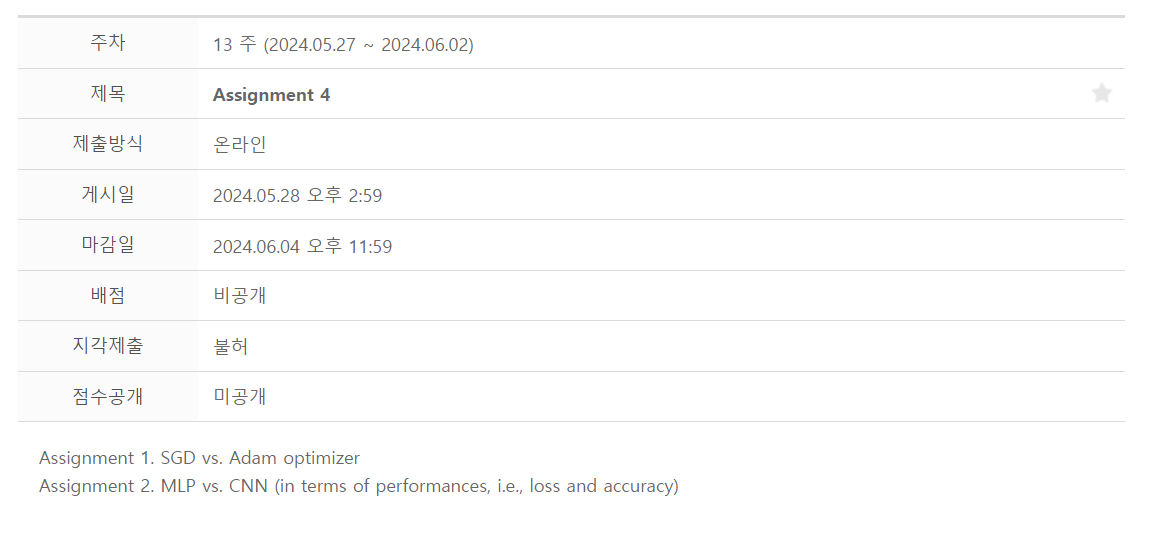 주차 13 주 (2024.05.27 ~ 2024.06.02)
제목 Assignment 4
제출방식 온라인
게시일 2024.05.28 오후 2:59
마감일 2024.06.04 오후 11:59
배점 비공개
지각제출 불허
점수공개 미공개
Assignment 1. SGD vs. Adam optimizer
Assignment 2. MLP vs. CNN (in terms of performances, i.e., loss and accuracy)